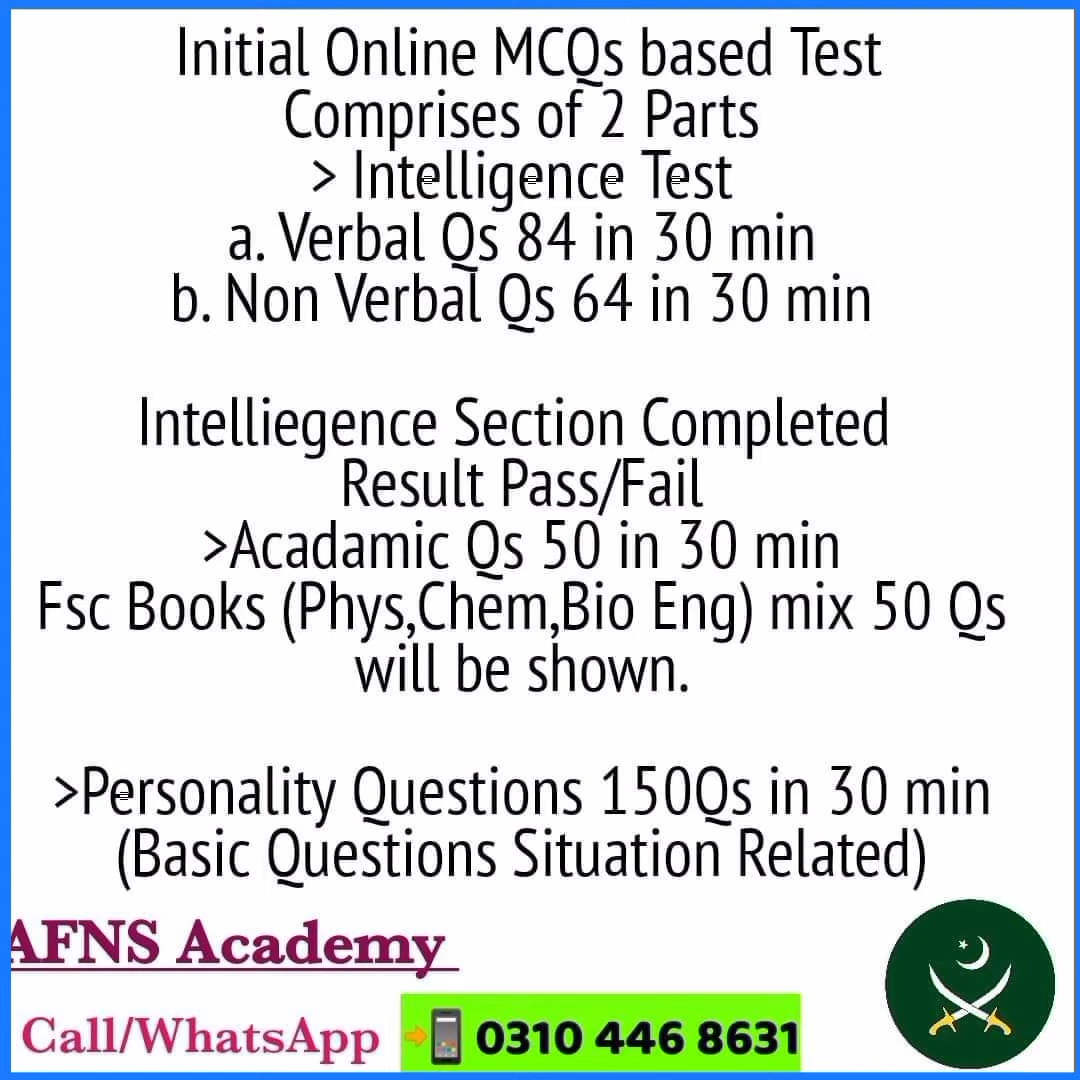 Initial Online MCQs based Test
Comprises of 2 Parts
> Intelligence Test
a. Verbal Qs 84 in 30 min
b. Non Verbal Qs 64 in 30 min
Intelliegence Section Completed
Result Pass/Fail
>Acadamic Qs 50 in 30 min
Fsc Books (Phys,Chem,Bio Eng) mix 50 Qs
will be shown.
>Personality Questions 150Qs in 30 min
(Basic Questions Situation Related)
AFNS Academy
Call/WhatsApp 0310 446 8631